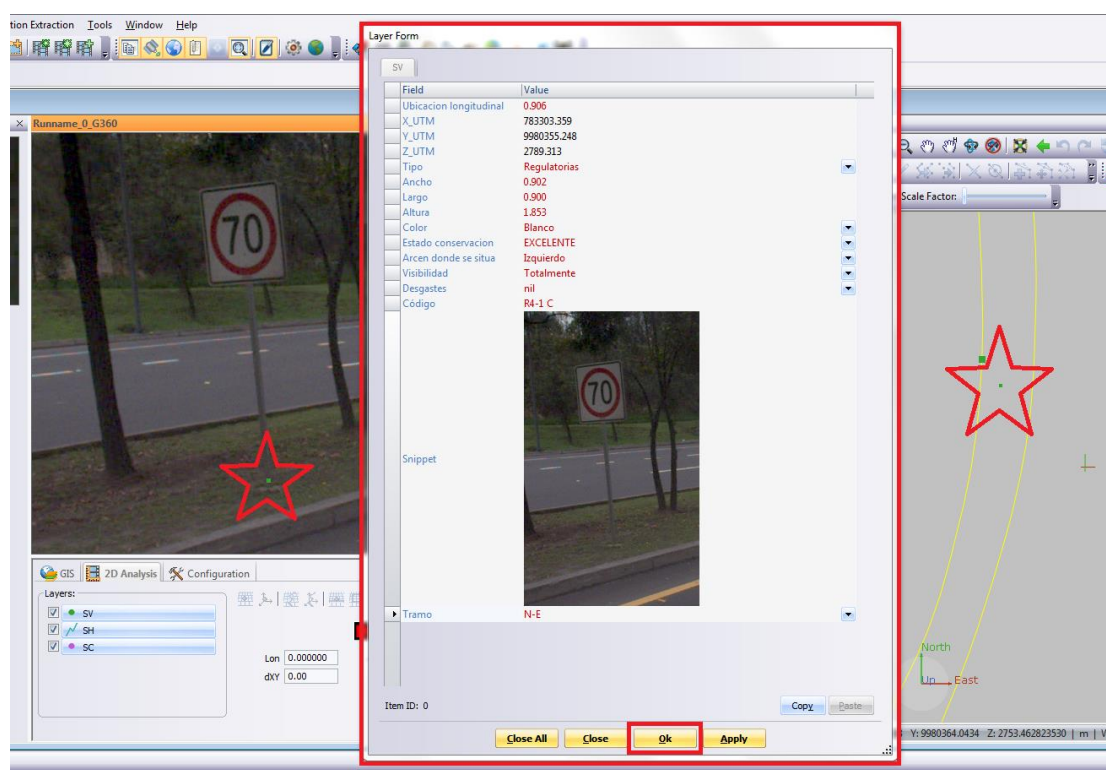 tion Extraction Tools Window Help
Layer Form
SV
Runname_0_G360
Field Value
Ubicacion longitudinal 0.906
X_UTM 783303.359
Y_UTM 9980355.248
Z_UTM 2789.313
Tipo Regulatorias
Ancho 0.902
Largo 0.900
Altura 1.853
Color Blanco
Estado conservacion EXCELENTE
Arcen donde se situa Izquierdo
Visibilidad Totalmente
Desgastes nil
Código R4-1 C
70
70
Snippet
Tramo N-E
Scale Factor:
GIS 2D Analysis Configuration
Layers:
SV
SH
SC
Lon 0.000000
dXY 0.00
North
Up East
Item ID: 0 Copy Paste
Close All Close Ok Apply
Y: 9980364.0434 Z: 2753.462823530 | m |